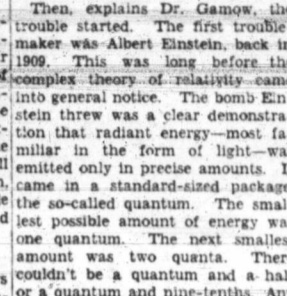 Then, explains Dr. Gamow, th
trouble started. The first trouble
maker was Albert Einstein, back i
1909. This was long before th
complex theory of relativity cam
into general notice. The bomb Ein
stein threw was a clear demonstra
tion that radiant energy—most fa
miliar in the form of light—wa
emitted only in precise amounts. I
came in a standard-sized package
the so-called quantum. The smal
lest possible amount of energy wa
one quantum. The next smalles
amount was two quanta. Ther
couldn't be a quantum and a hal
or a quantum and nine-tenths. An